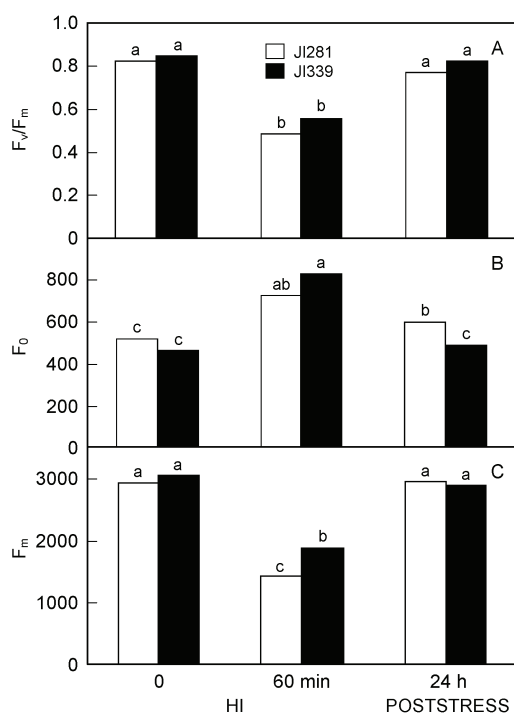 1.0
a a
JI281
JI339
a a
A
0.8
0.6
b b
0.4
0.2
0
Fv/Fm
B
800
ab a
600
c c
b c
400
200
0
F0
C
3000
a a
a a
2000
c b
1000
0
Fm
0 60 min 24 h
HI POSTSTRESS